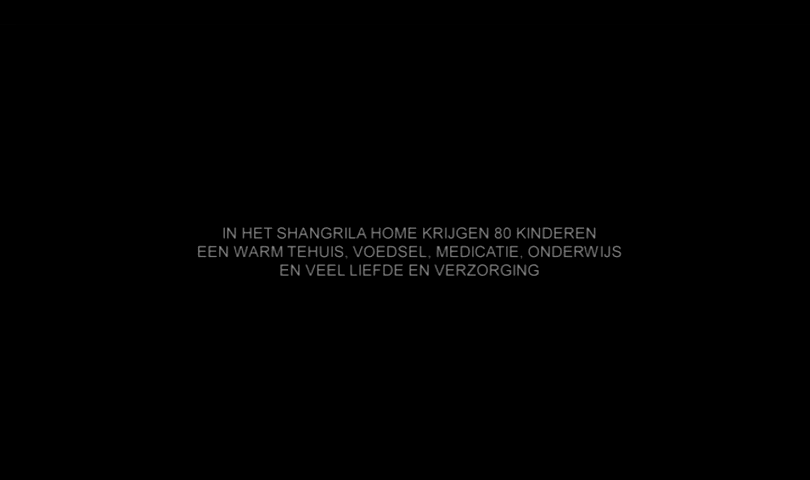 IN HET SHANGRILA HOME KRIJGEN 80 KINDEREN
EEN WARM TEHUIS, VOEDSEL, MEDICATIE, ONDERWIJS
EN VEEL LIEFDE EN VERZORGING